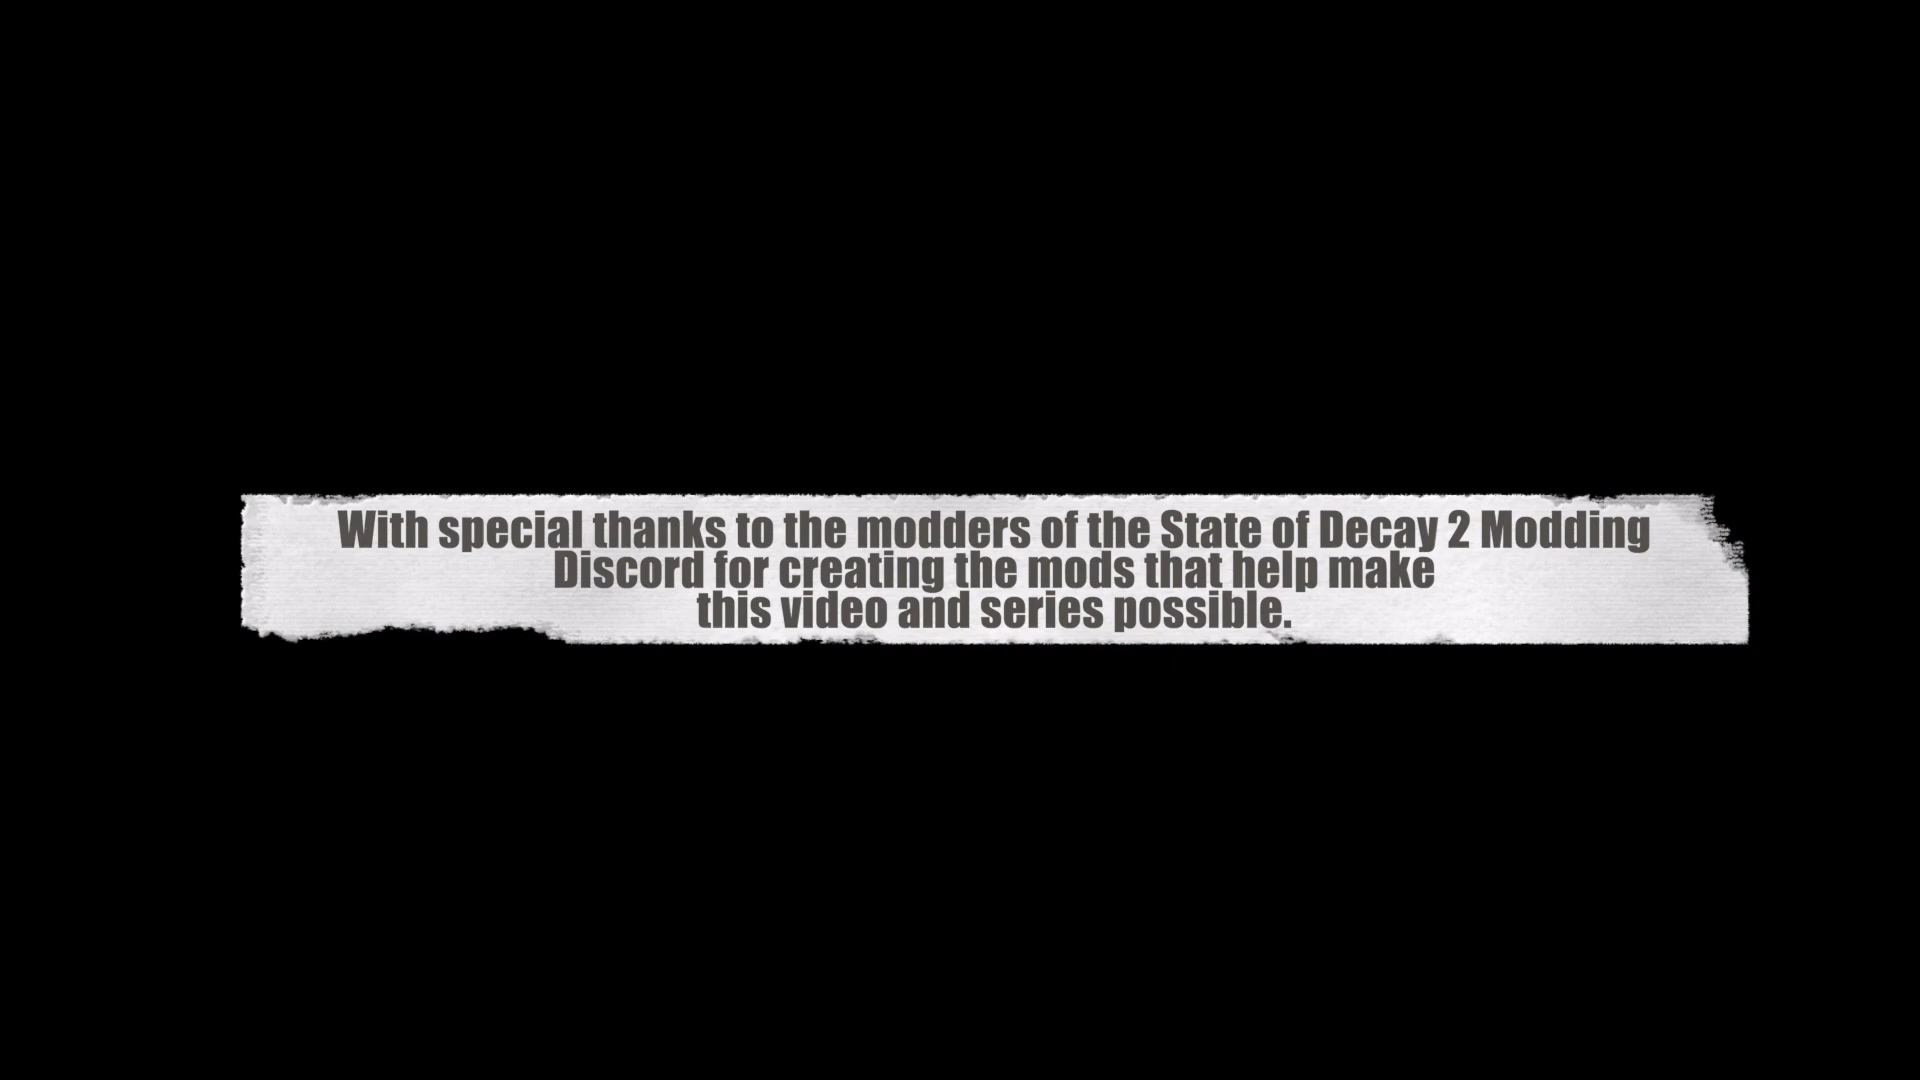 With special thanks to the modders of the State of Decay 2 Modding
Discord for creating the mods that help make
this video and series possible.